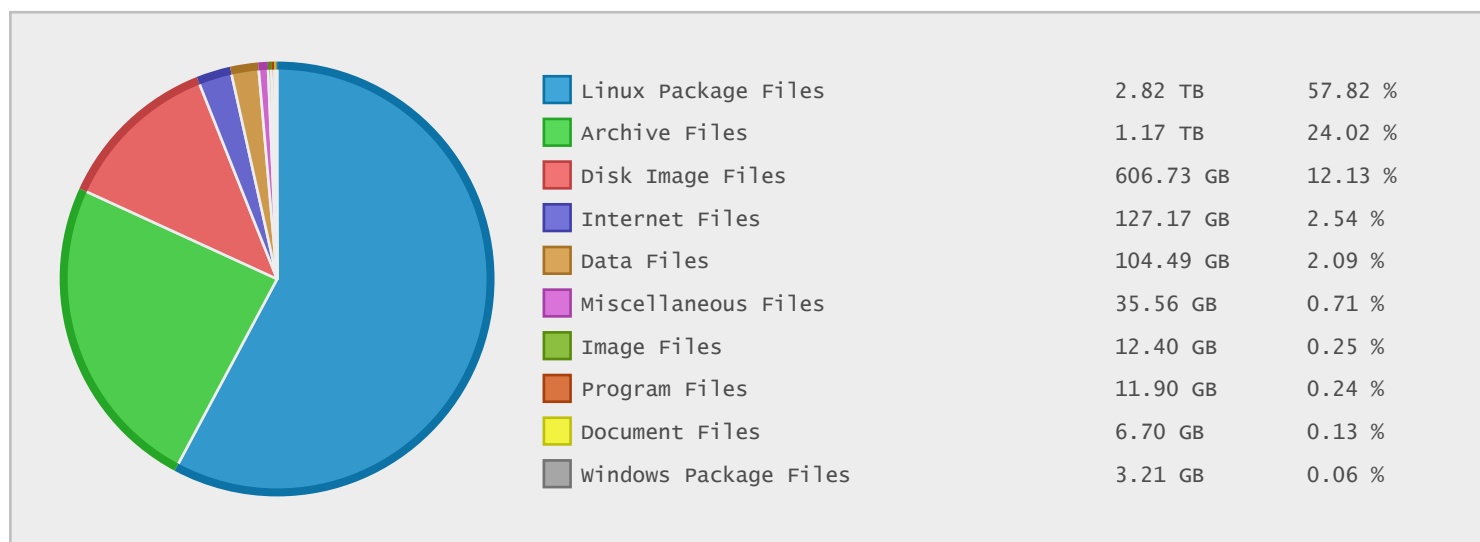 Linux Package Files 2.82 TB 57.82 %
Archive Files 1.17 TB 24.02 %
Disk Image Files 606.73 GB 12.13 %
Internet Files 127.17 GB 2.54 %
Data Files 104.49 GB 2.09 %
Miscellaneous Files 35.56 GB 0.71 %
Image Files 12.40 GB 0.25 %
Program Files 11.90 GB 0.24 %
Document Files 6.70 GB 0.13 %
Windows Package Files 3.21 GB 0.06 %